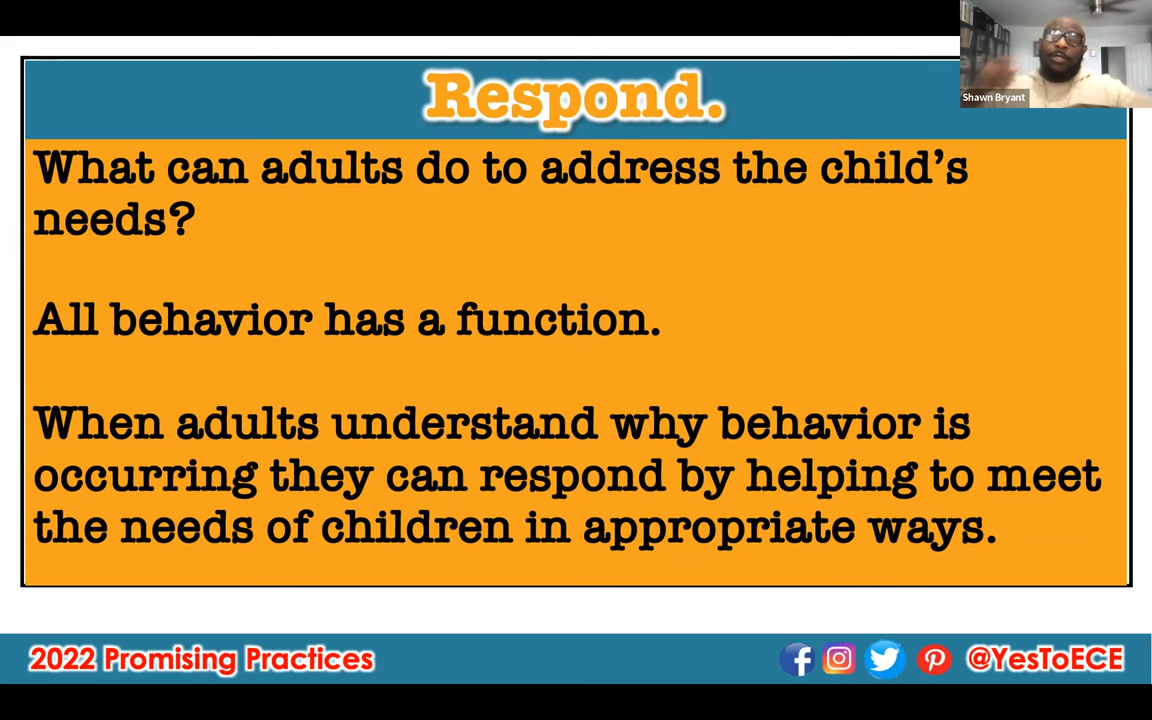 Respond.
Shawn Bryant
What can adults do to address the child’s
needs?
All behavior has a function.
When adults understand why behavior is
occurring they can respond by helping to meet
the needs of children in appropriate ways.
2022 Promising Practices
@YesToECE